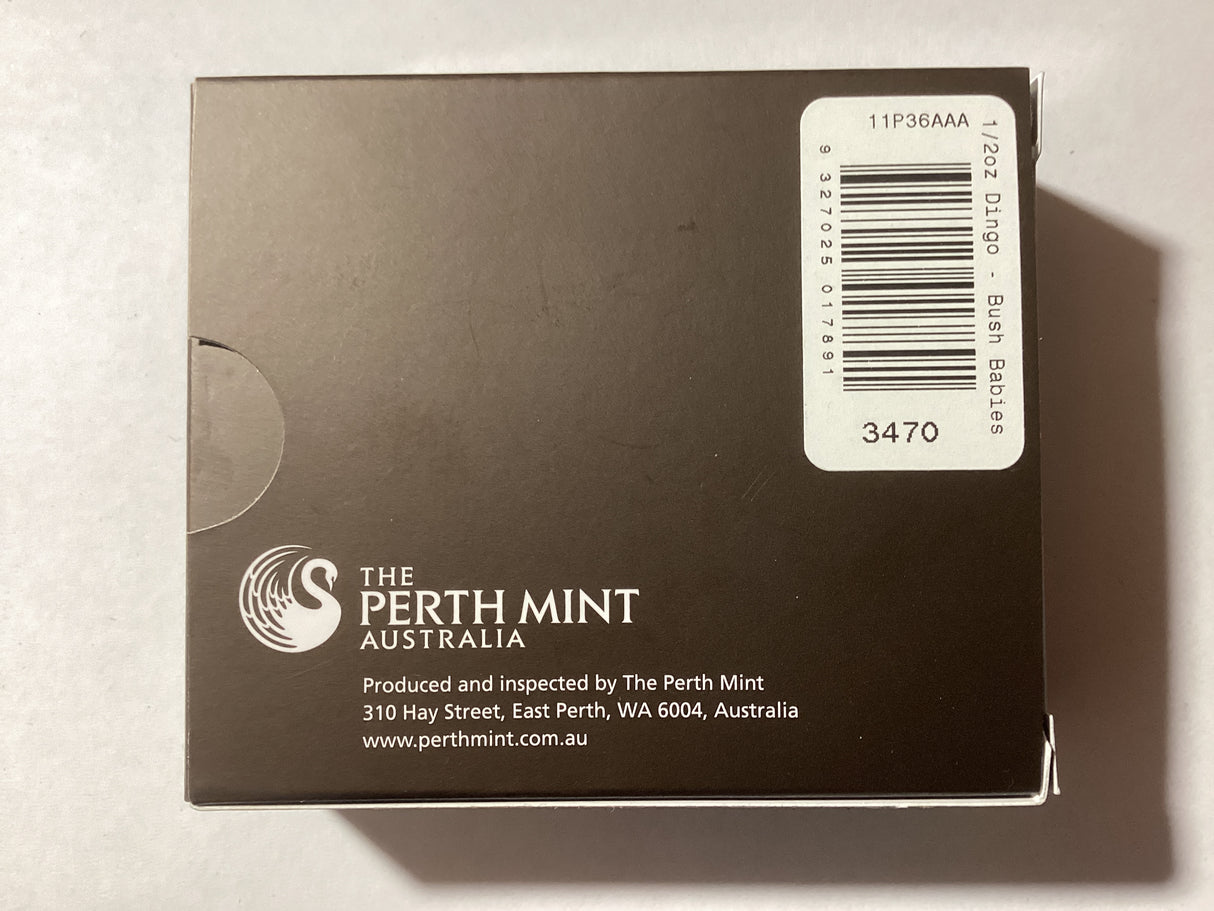 11P36AAA
1/2oz Dingo - Bush Babies
9 327025 017891
3470
THE
PERTH MINT
AUSTRALIA
Produced and inspected by The Perth Mint
310 Hay Street, East Perth, WA 6004, Australia
www.perthmint.com.au